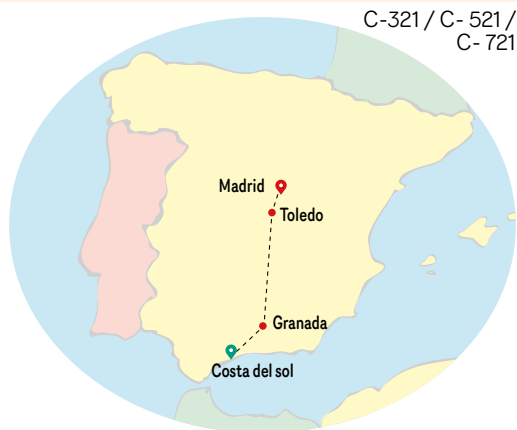 C-321 / C- 521 /
C- 721
Madrid
Toledo
Granada
Costa del sol